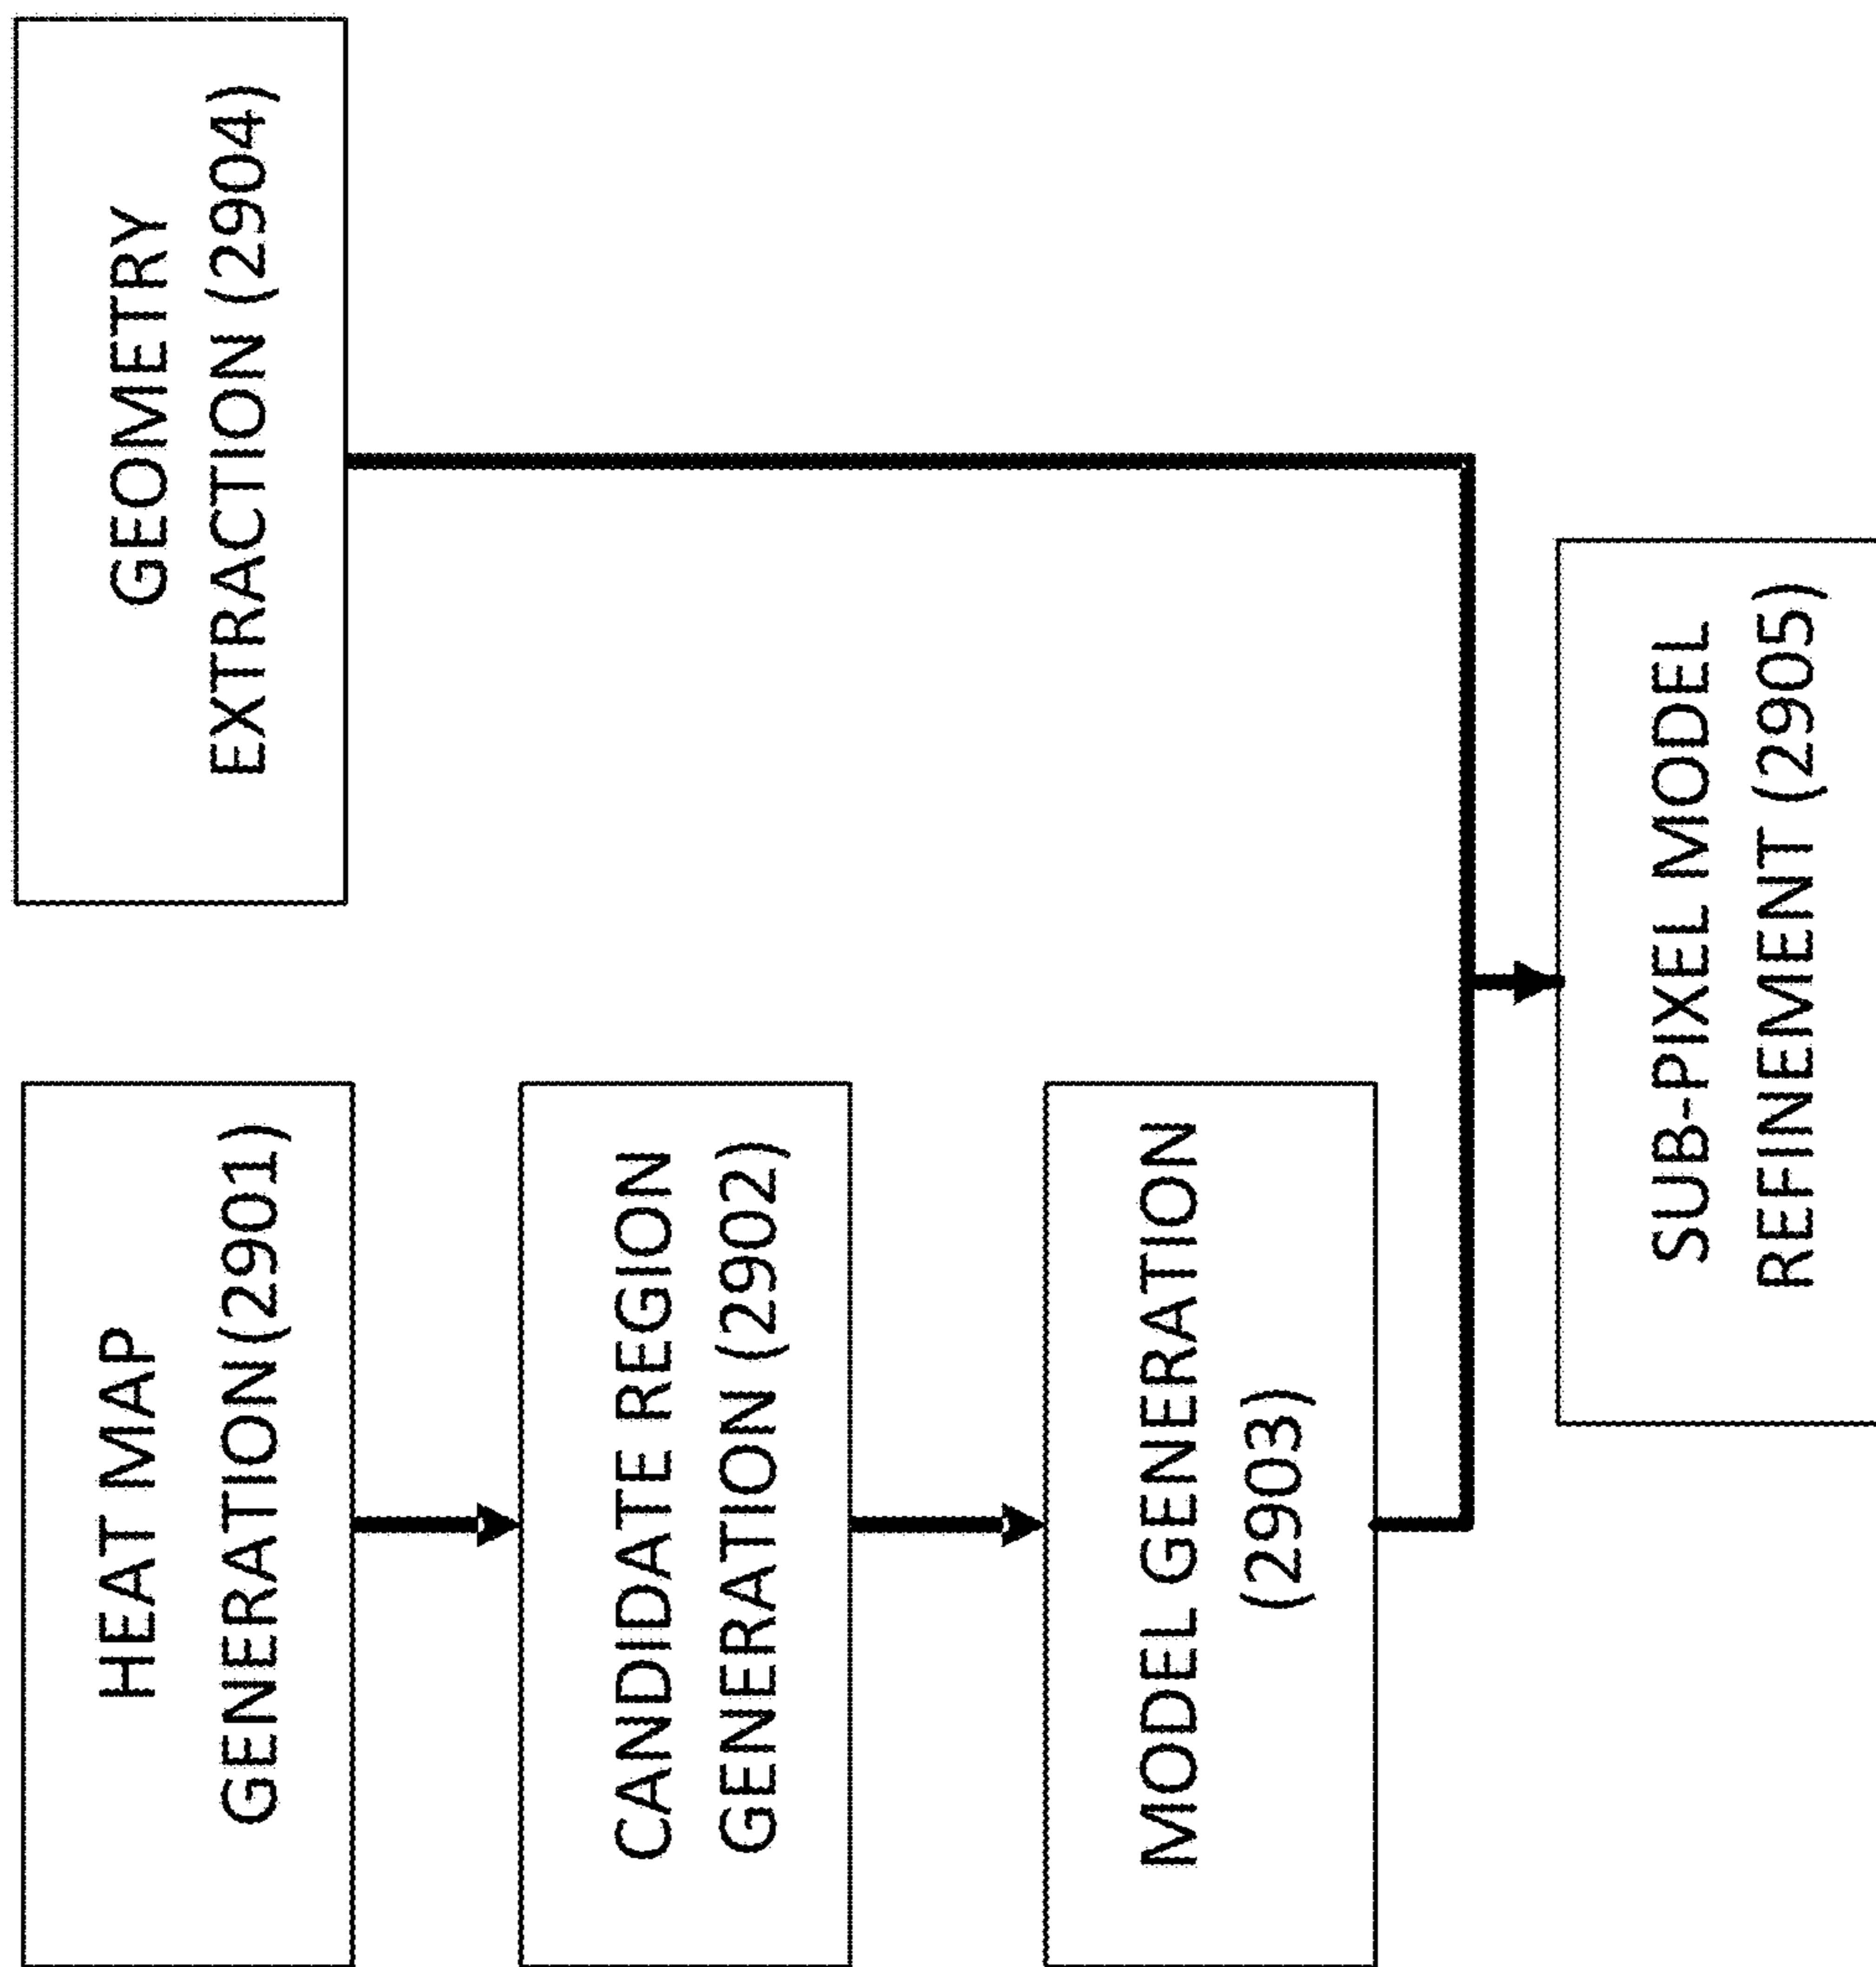 HEAT MAP
GENERATION(2901)
CANDIDATE REGION
GENERATION (2902)
MODEL GENERATION
(2903)
GEOMETRY
EXTRACTION (2904)
SUB-PIXEL MODEL
REFINEMENT (2905)